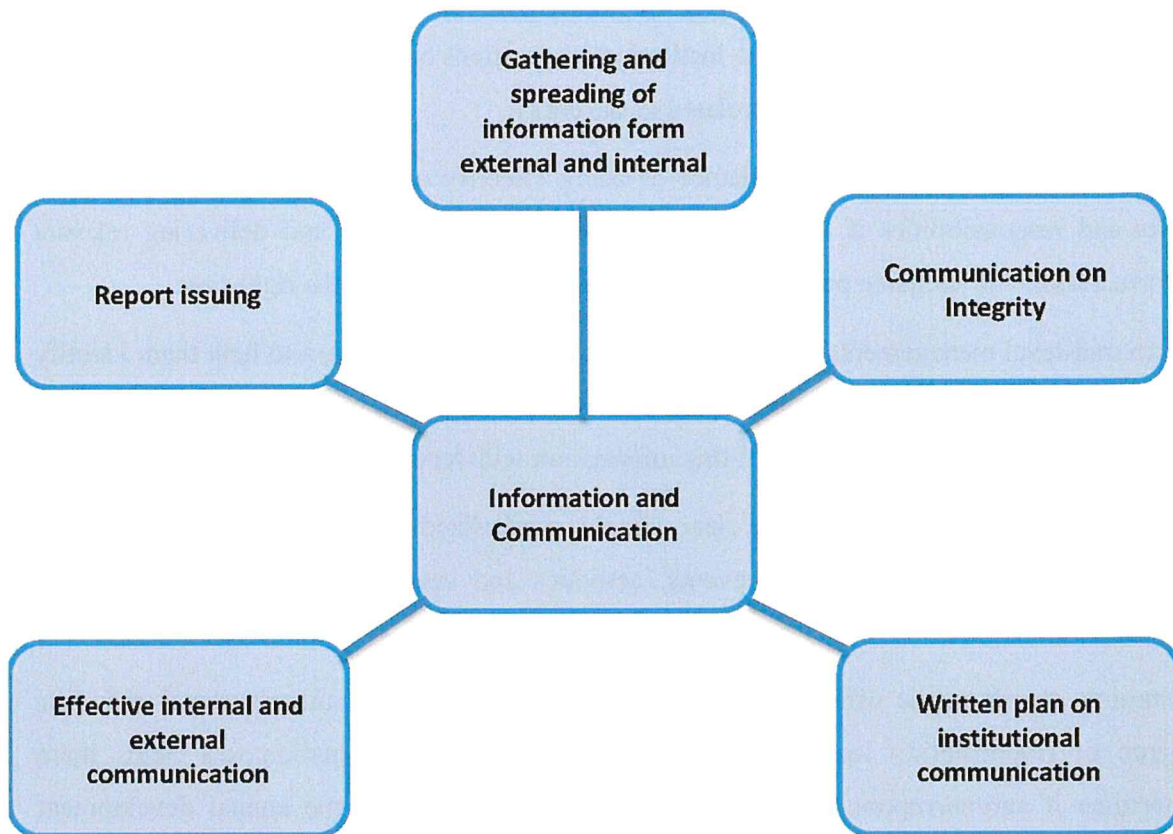 Gathering and
spreading of
information form
external and internal
Report issuing
Communication on
Integrity
Information and
Communication
Effective internal and
external
communication
Written plan on
institutional
communication